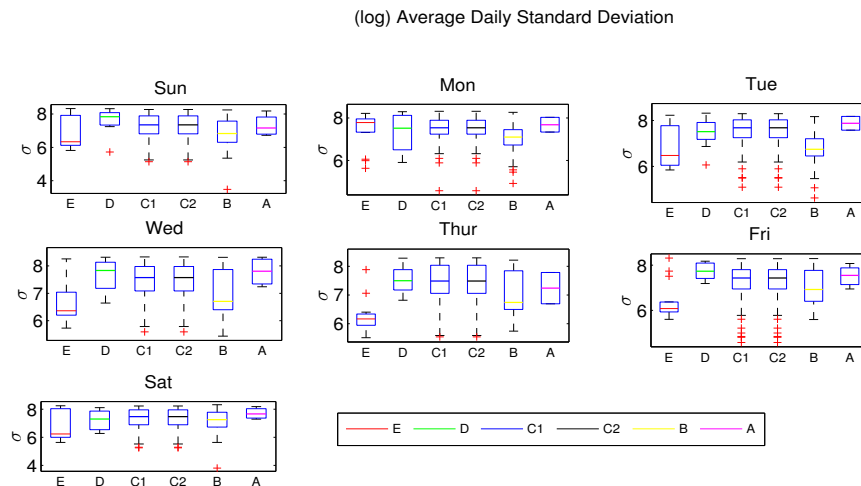 (log) Average Daily Standard Deviation
Sun
8
6
4
σ
E D C1 C2 B A
Mon
8
6
σ
E D C1 C2 B A
Tue
8
7
6
5
σ
E D C1 C2 B A
Wed
8
7
6
σ
E D C1 C2 B A
Thur
8
7
6
σ
E D C1 C2 B A
Fri
8
6
σ
E D C1 C2 B A
Sat
8
6
4
σ
E D C1 C2 B A
E D C1 C2 B A